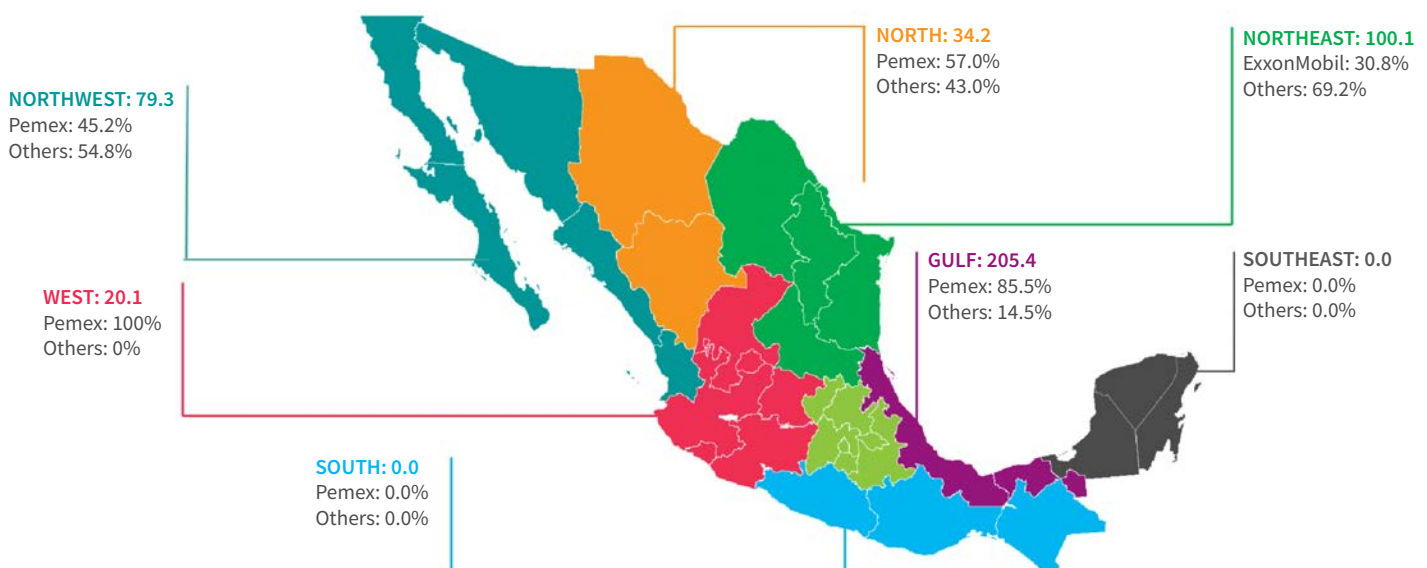 NORTH: 34.2
Pemex: 57.0%
Others: 43.0%
NORTHEAST: 100.1
ExxonMobil: 30.8%
Others: 69.2%
NORTHWEST: 79.3
Pemex: 45.2%
Others: 54.8%
GULF: 205.4
Pemex: 85.5%
Others: 14.5%
SOUTHEAST: 0.0
Pemex: 0.0%
Others: 0.0%
WEST: 20.1
Pemex: 100%
Others: 0%
SOUTH: 0.0
Pemex: 0.0%
Others: 0.0%